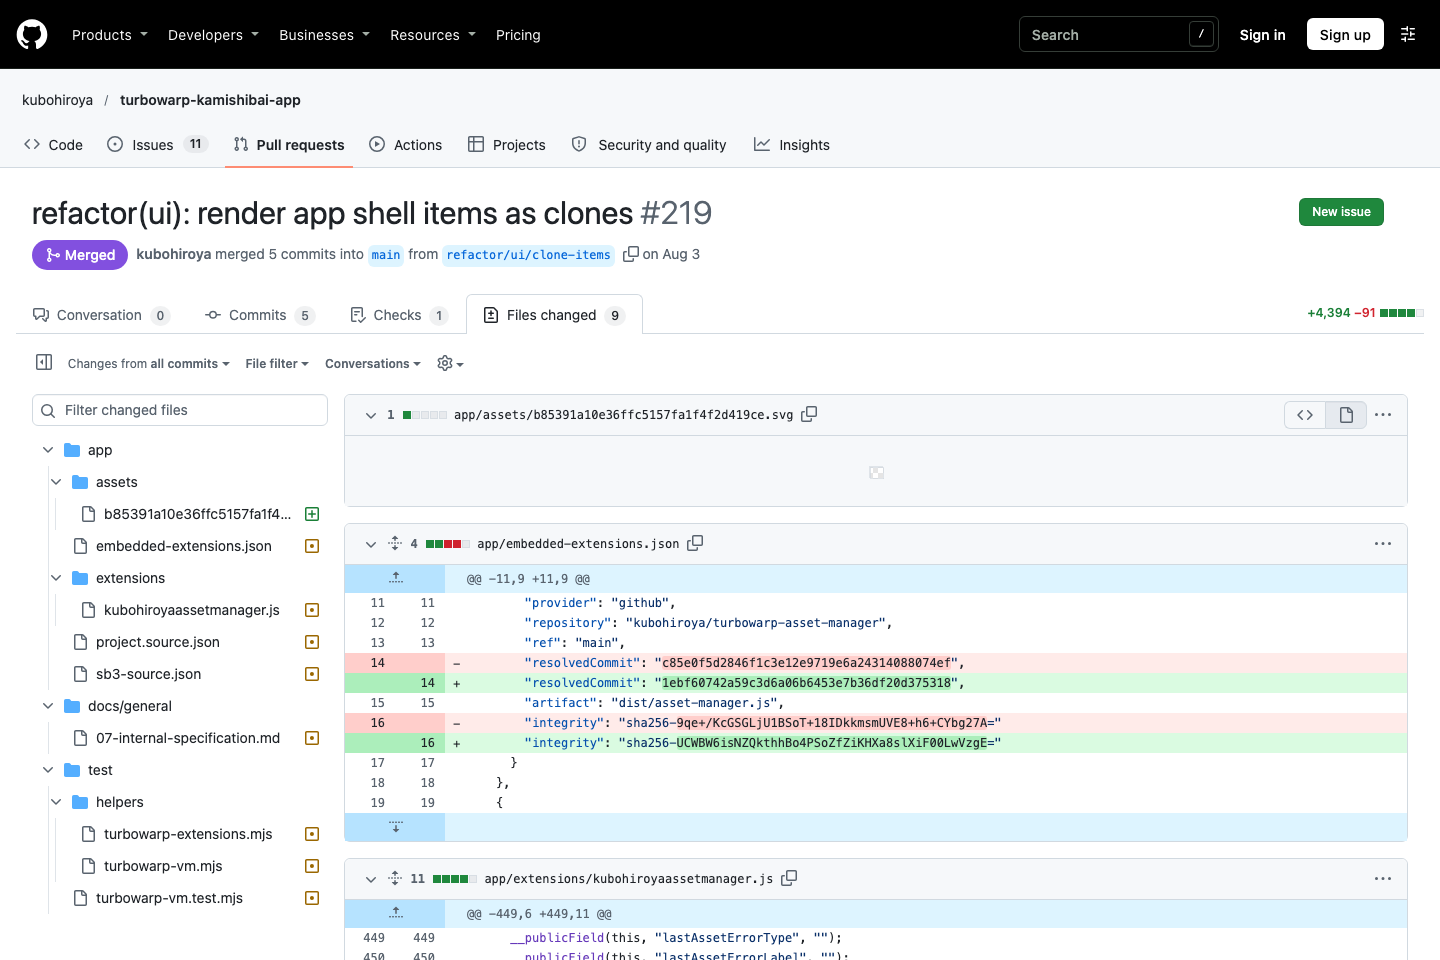 Products Developers Businesses Resources Pricing Search / Sign in Sign up
kubohiroya / turbowarp-kamishibai-app
Code Issues 11 Pull requests Actions Projects Security and quality Insights
refactor(ui): render app shell items as clones #219
New issue
Merged kubohiroya merged 5 commits into main from refactor/ui/clone-items on Aug 3
Conversation 0 Commits 5 Checks 1 Files changed 9
+4,394 −91
Changes from all commits File filter Conversations
Filter changed files
app
assets
b85391a10e36ffc5157fa1f4...
embedded-extensions.json
extensions
kubohiroyaassetmanager.js
project.source.json
sb3-source.json
docs/general
07-internal-specification.md
test
helpers
turbowarp-extensions.mjs
turbowarp-vm.mjs
turbowarp-vm.test.mjs
1 app/assets/b85391a10e36ffc5157fa1f4f2d419ce.svg
4 app/embedded-extensions.json
@@ -11,9 +11,9 @@
11 11 "provider": "github",
12 12 "repository": "kubohiroya/turbowarp-asset-manager",
13 13 "ref": "main",
14 - "resolvedCommit": "c85e0f5d2846f1c3e12e9719e6a24314088074ef",
14 + "resolvedCommit": "1ebf60742a59c3d6a06b6453e7b36df20d375318",
15 15 "artifact": "dist/asset-manager.js",
16 - "integrity": "sha256-9qe+/KcGSGLjU1BSoT+18IDkkmsmUVE8+h6+CYbg27A="
16 + "integrity": "sha256-UCWBW6isNZQkthhBo4PSoZfZiKHXa8slXiF00LwVzgE="
17 17 }
18 18 },
19 19 {
11 app/extensions/kubohiroyaassetmanager.js
@@ -449,6 +449,11 @@
449 449 __publicField(this, "lastAssetErrorType", "");
450 450 __publicField(this, "lastAssetErrorLabel", "");